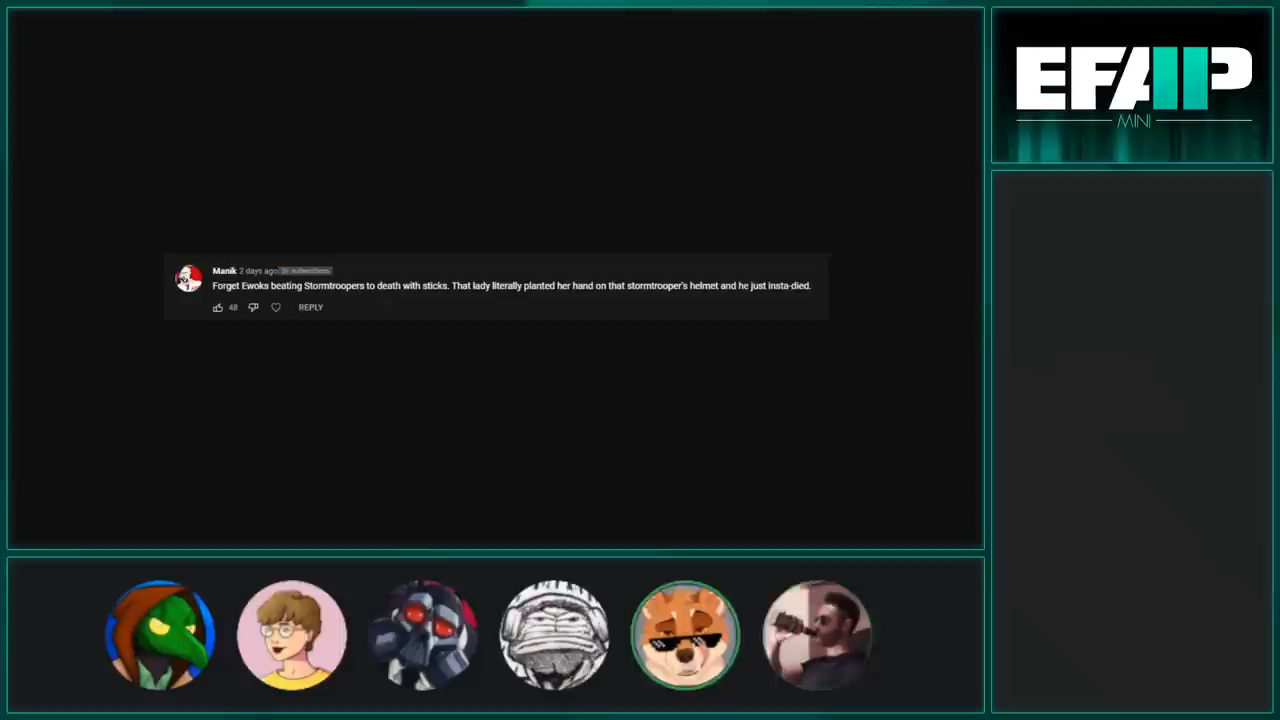 EFAP
MINI
Manik 2 days ago
Forget Ewoks beating Stormtroopers to death with sticks. That lady literally planted her hand on that stormtrooper's helmet and he just insta-died.
48 REPLY